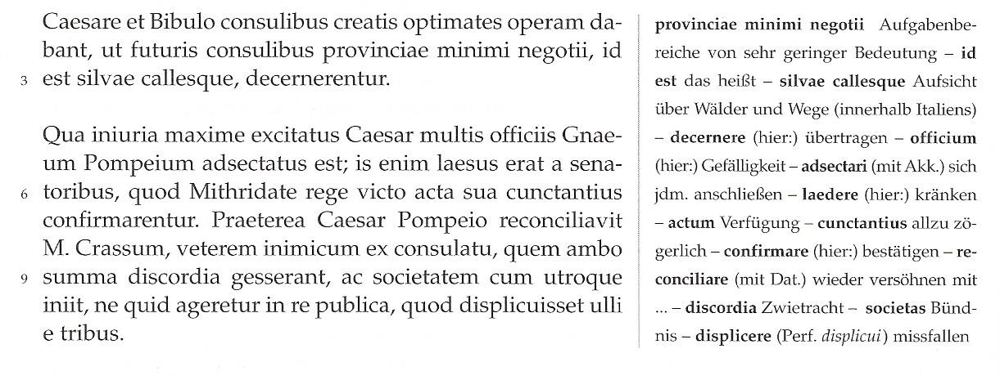 Caesare et Bibulo consulibus creatis optimates operam da-
bant, ut futuris consulibus provinciae minimi negotii, id
3 est silvae callesque, decernerentur.
Qua iniuria maxime excitatus Caesar multis officiis Gnae-
um Pompeium adsectatus est; is enim laesus erat a sena-
6 toribus, quod Mithridate rege victo acta sua cunctantius
confirmarentur. Praeterea Caesar Pompeio reconciliavit
M. Crassum, veterem inimicum ex consulatu, quem ambo
9 summa discordia gesserant, ac societatem cum utroque
iniit, ne quid ageretur in re publica, quod displicuisset ulli
e tribus.
provinciae minimi negotii Aufgabenbe-
reiche von sehr geringer Bedeutung – id
est das heißt – silvae callesque Aufsicht
über Wälder und Wege (innerhalb Italiens)
– decernere (hier:) übertragen – officium
(hier:) Gefälligkeit – adsectari (mit Akk.) sich
jdm. anschließen – laedere (hier:) kränken
– actum Verfügung – cunctantius allzu zö-
gerlich – confirmare (hier:) bestätigen – re-
conciliare (mit Dat.) wieder versöhnen mit
... – discordia Zwietracht – societas Bünd-
nis – displicere (Perf. displicui) missfallen